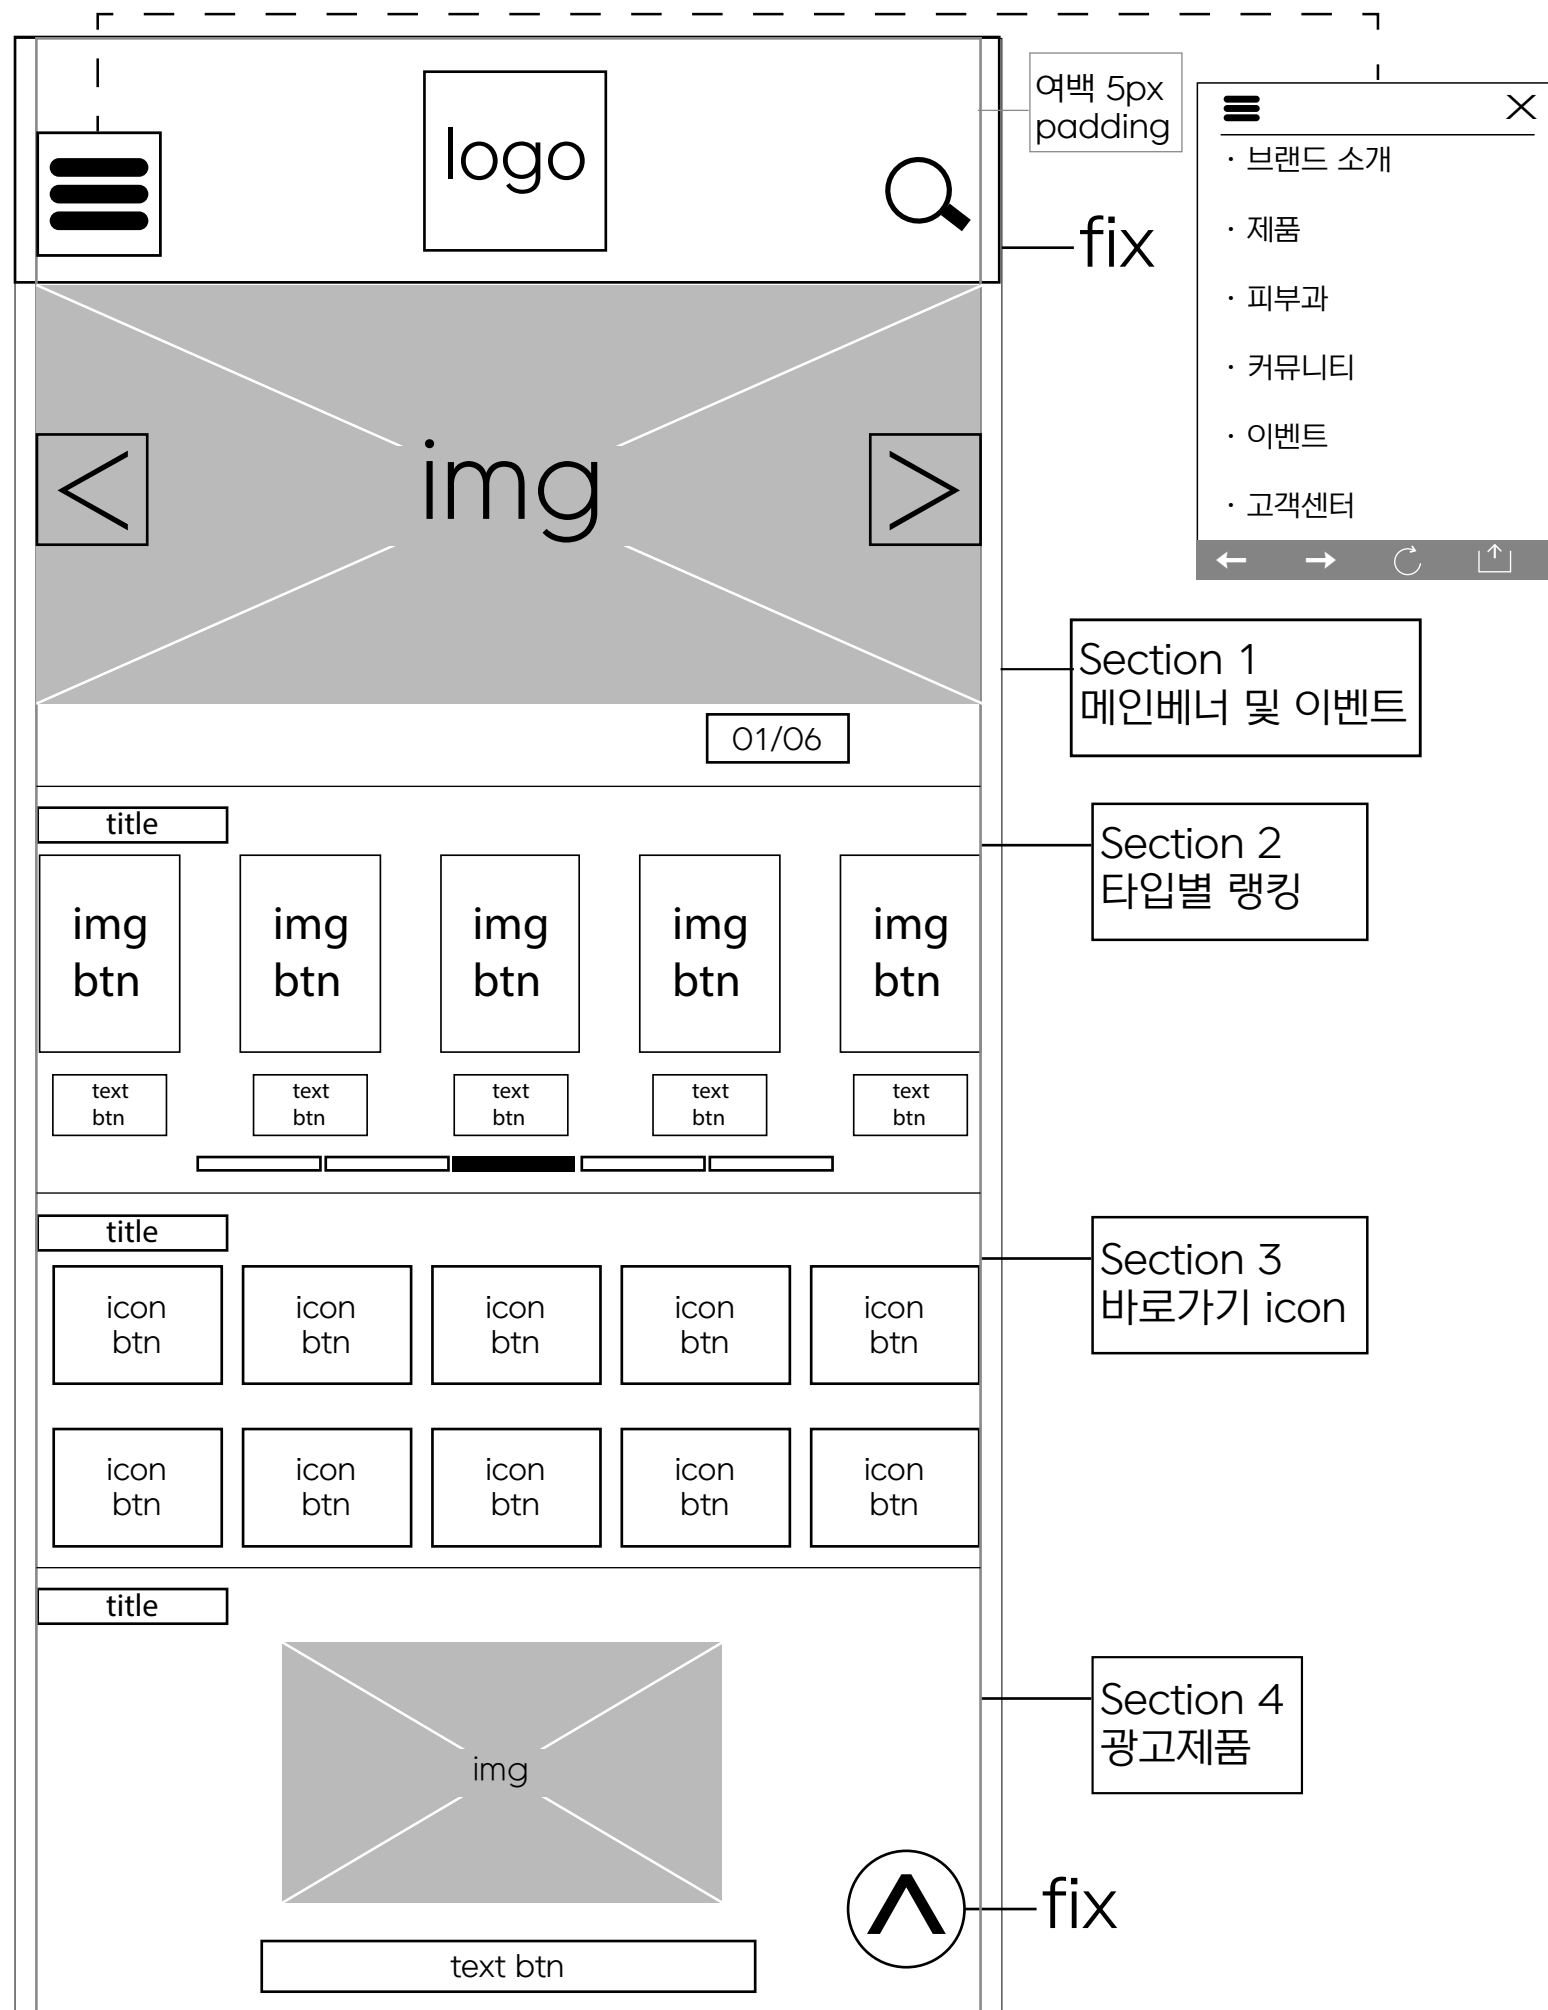 logo
여백 5px
padding
fix
· 브랜드 소개
· 제품
· 피부과
· 커뮤니티
· 이벤트
· 고객센터
<
img
>
Section 1
메인베너 및 이벤트
01/06
title
Section 2
타입별 랭킹
img
btn
img
btn
img
btn
img
btn
img
btn
text
btn
text
btn
text
btn
text
btn
text
btn
title
Section 3
바로가기 icon
icon
btn
icon
btn
icon
btn
icon
btn
icon
btn
icon
btn
icon
btn
icon
btn
icon
btn
icon
btn
title
Section 4
광고제품
img
fix
text btn